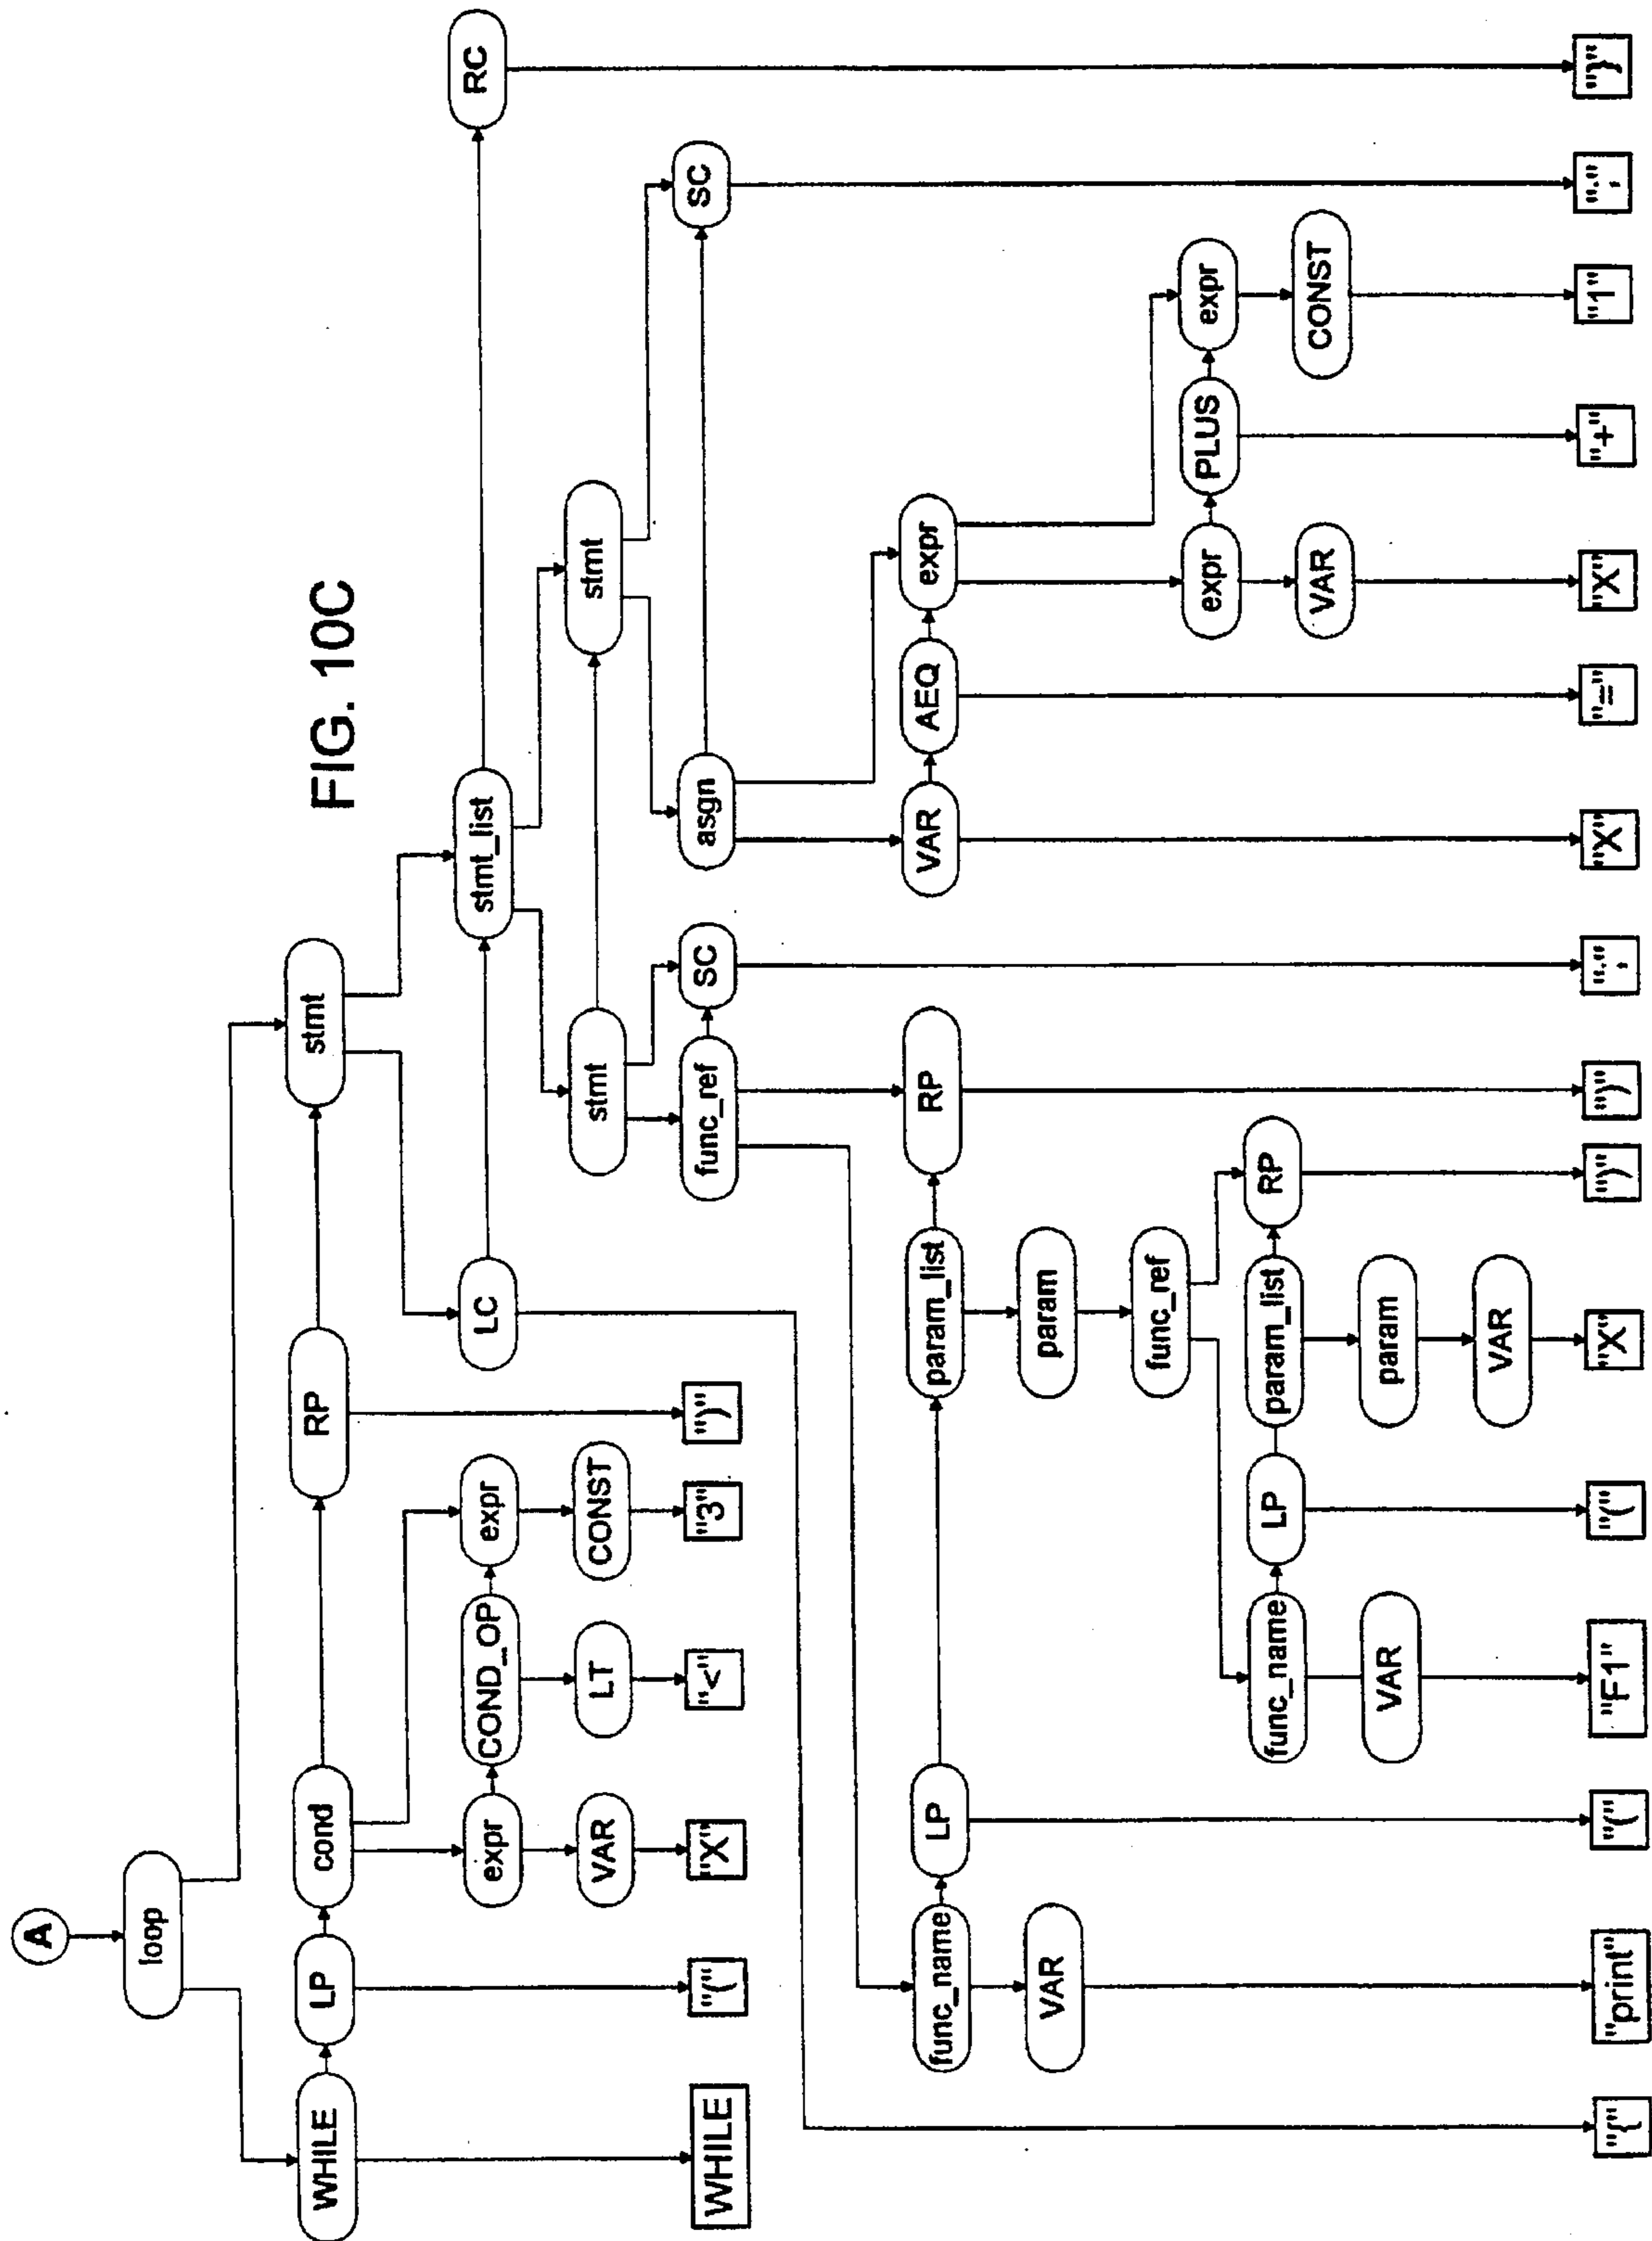 FIG. 10C
A
loop
WHILE LP cond RP stmt
expr COND_OP expr LC stmt_list RC
VAR LT CONST stmt stmt
WHILE "(" "X" "<" "3" ")" func_ref SC asgn SC
func_name LP param_list RP VAR AEQ expr
VAR param
func_ref expr PLUS expr
func_name LP param_list RP VAR CONST
VAR param
VAR
"{" "print" "(" "F1" "(" "X" ")" ")" ";" "X" "=" "X" "+" "1" ";" "}"